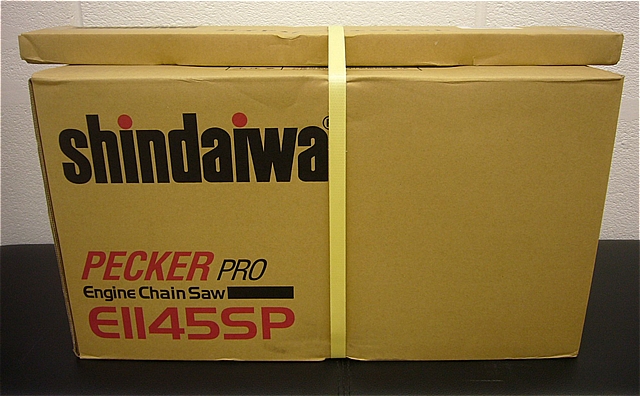 shindaiwa®
PECKER PRO
Engine Chain Saw
E1145SP